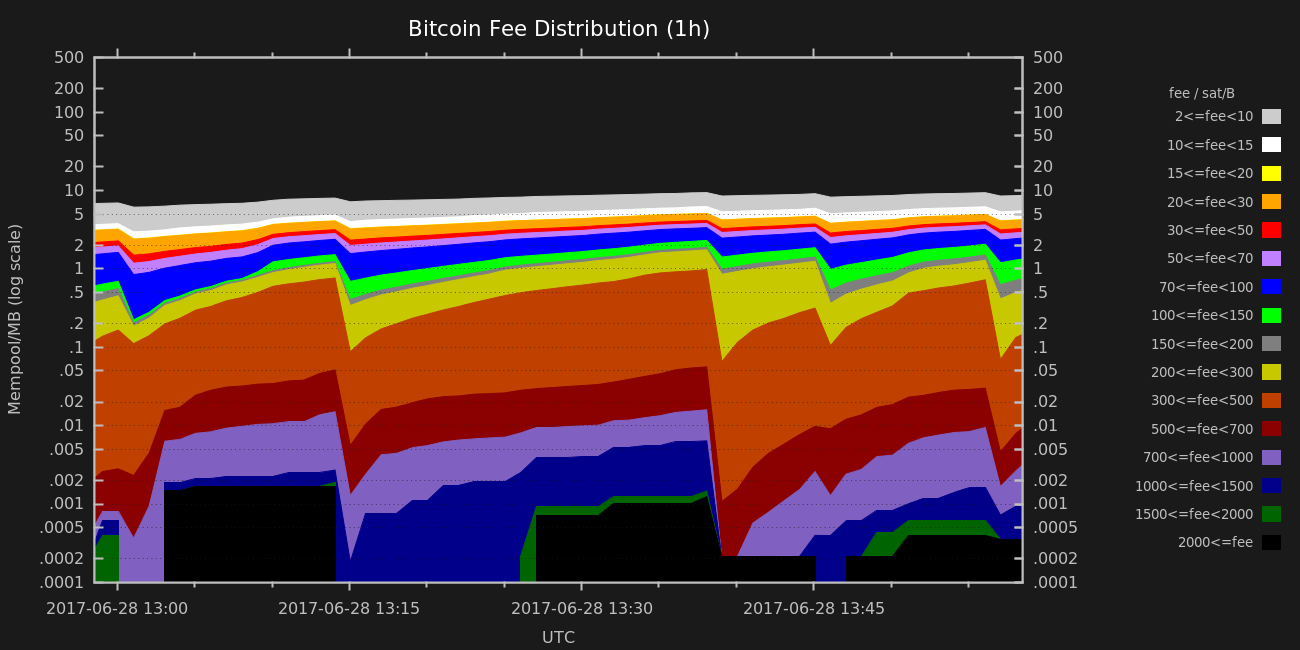 Bitcoin Fee Distribution (1h)
500 500
200 200
100 100
50 50
20 20
10 10
5 5
2 2
1 1
.5 .5
.2 .2
.1 .1
.05 .05
.02 .02
.01 .01
.005 .005
.002 .002
.001 .001
.0005 .0005
.0002 .0002
.0001 .0001
Mempool/MB (log scale)
2017-06-28 13:00 2017-06-28 13:15 2017-06-28 13:30 2017-06-28 13:45
UTC
fee / sat/B
2<=fee<10
10<=fee<15
15<=fee<20
20<=fee<30
30<=fee<50
50<=fee<70
70<=fee<100
100<=fee<150
150<=fee<200
200<=fee<300
300<=fee<500
500<=fee<700
700<=fee<1000
1000<=fee<1500
1500<=fee<2000
2000<=fee